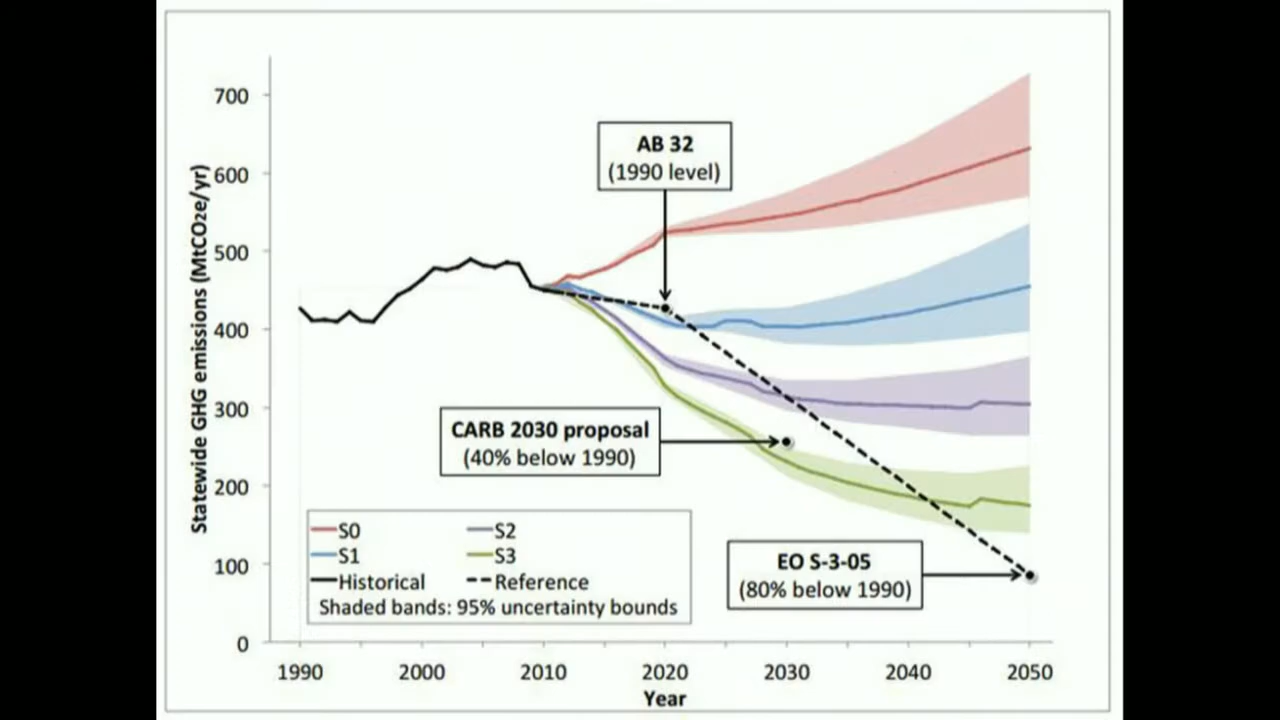 700
600
500
400
300
200
100
0
Statewide GHG emissions (MtCO2e/yr)
AB 32
(1990 level)
CARB 2030 proposal
(40% below 1990)
EO S-3-05
(80% below 1990)
S0 S2
S1 S3
Historical Reference
Shaded bands: 95% uncertainty bounds
1990 2000 2010 2020 2030 2040 2050
Year